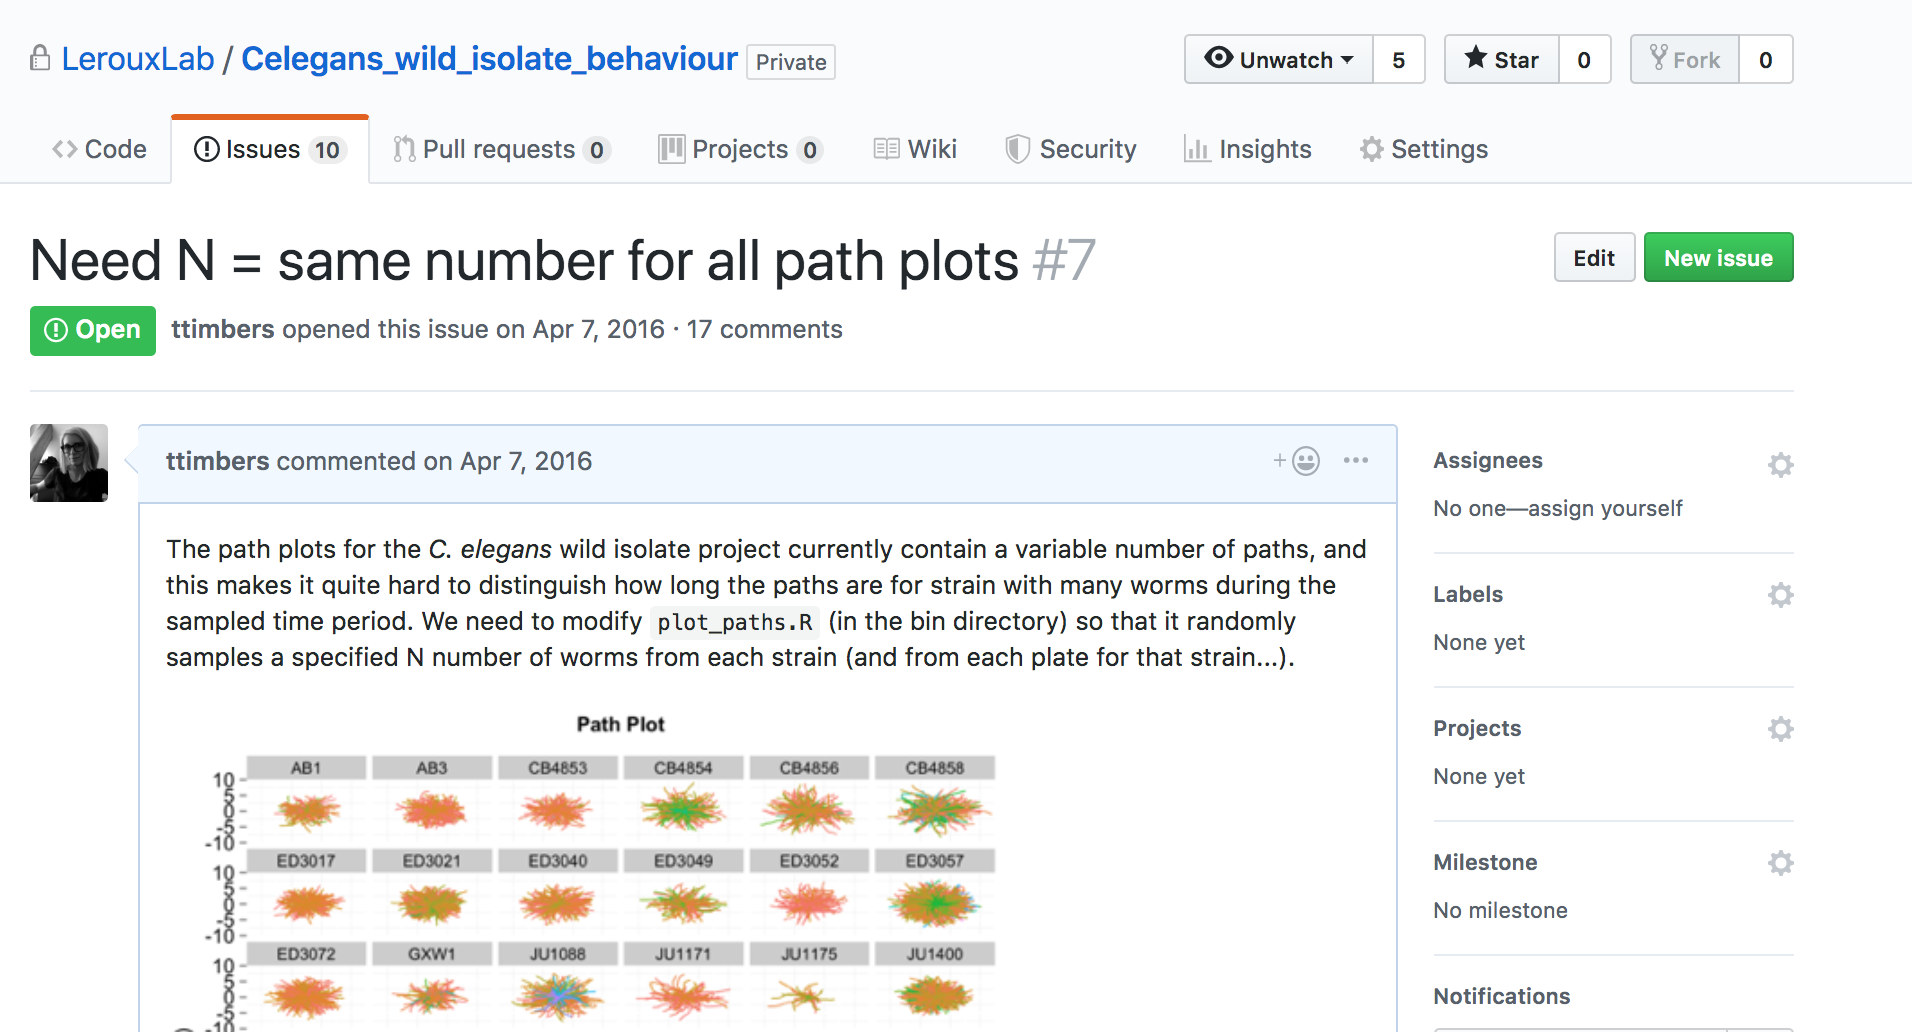 LerouxLab / Celegans_wild_isolate_behaviour Private
Unwatch 5 Star 0 Fork 0
Code Issues 10 Pull requests 0 Projects 0 Wiki Security Insights Settings
Need N = same number for all path plots #7
Edit New issue
Open ttimbers opened this issue on Apr 7, 2016 · 17 comments
ttimbers commented on Apr 7, 2016
The path plots for the C. elegans wild isolate project currently contain a variable number of paths, and
this makes it quite hard to distinguish how long the paths are for strain with many worms during the
sampled time period. We need to modify plot_paths.R (in the bin directory) so that it randomly
samples a specified N number of worms from each strain (and from each plate for that strain...).
Path Plot
AB1 AB3 CB4853 CB4854 CB4856 CB4858
10
5
0
-5
-10
ED3017 ED3021 ED3040 ED3049 ED3052 ED3057
10
5
0
-5
-10
ED3072 GXW1 JU1088 JU1171 JU1175 JU1400
10
5
0
-5
-10
Assignees
No one—assign yourself
Labels
None yet
Projects
None yet
Milestone
No milestone
Notifications